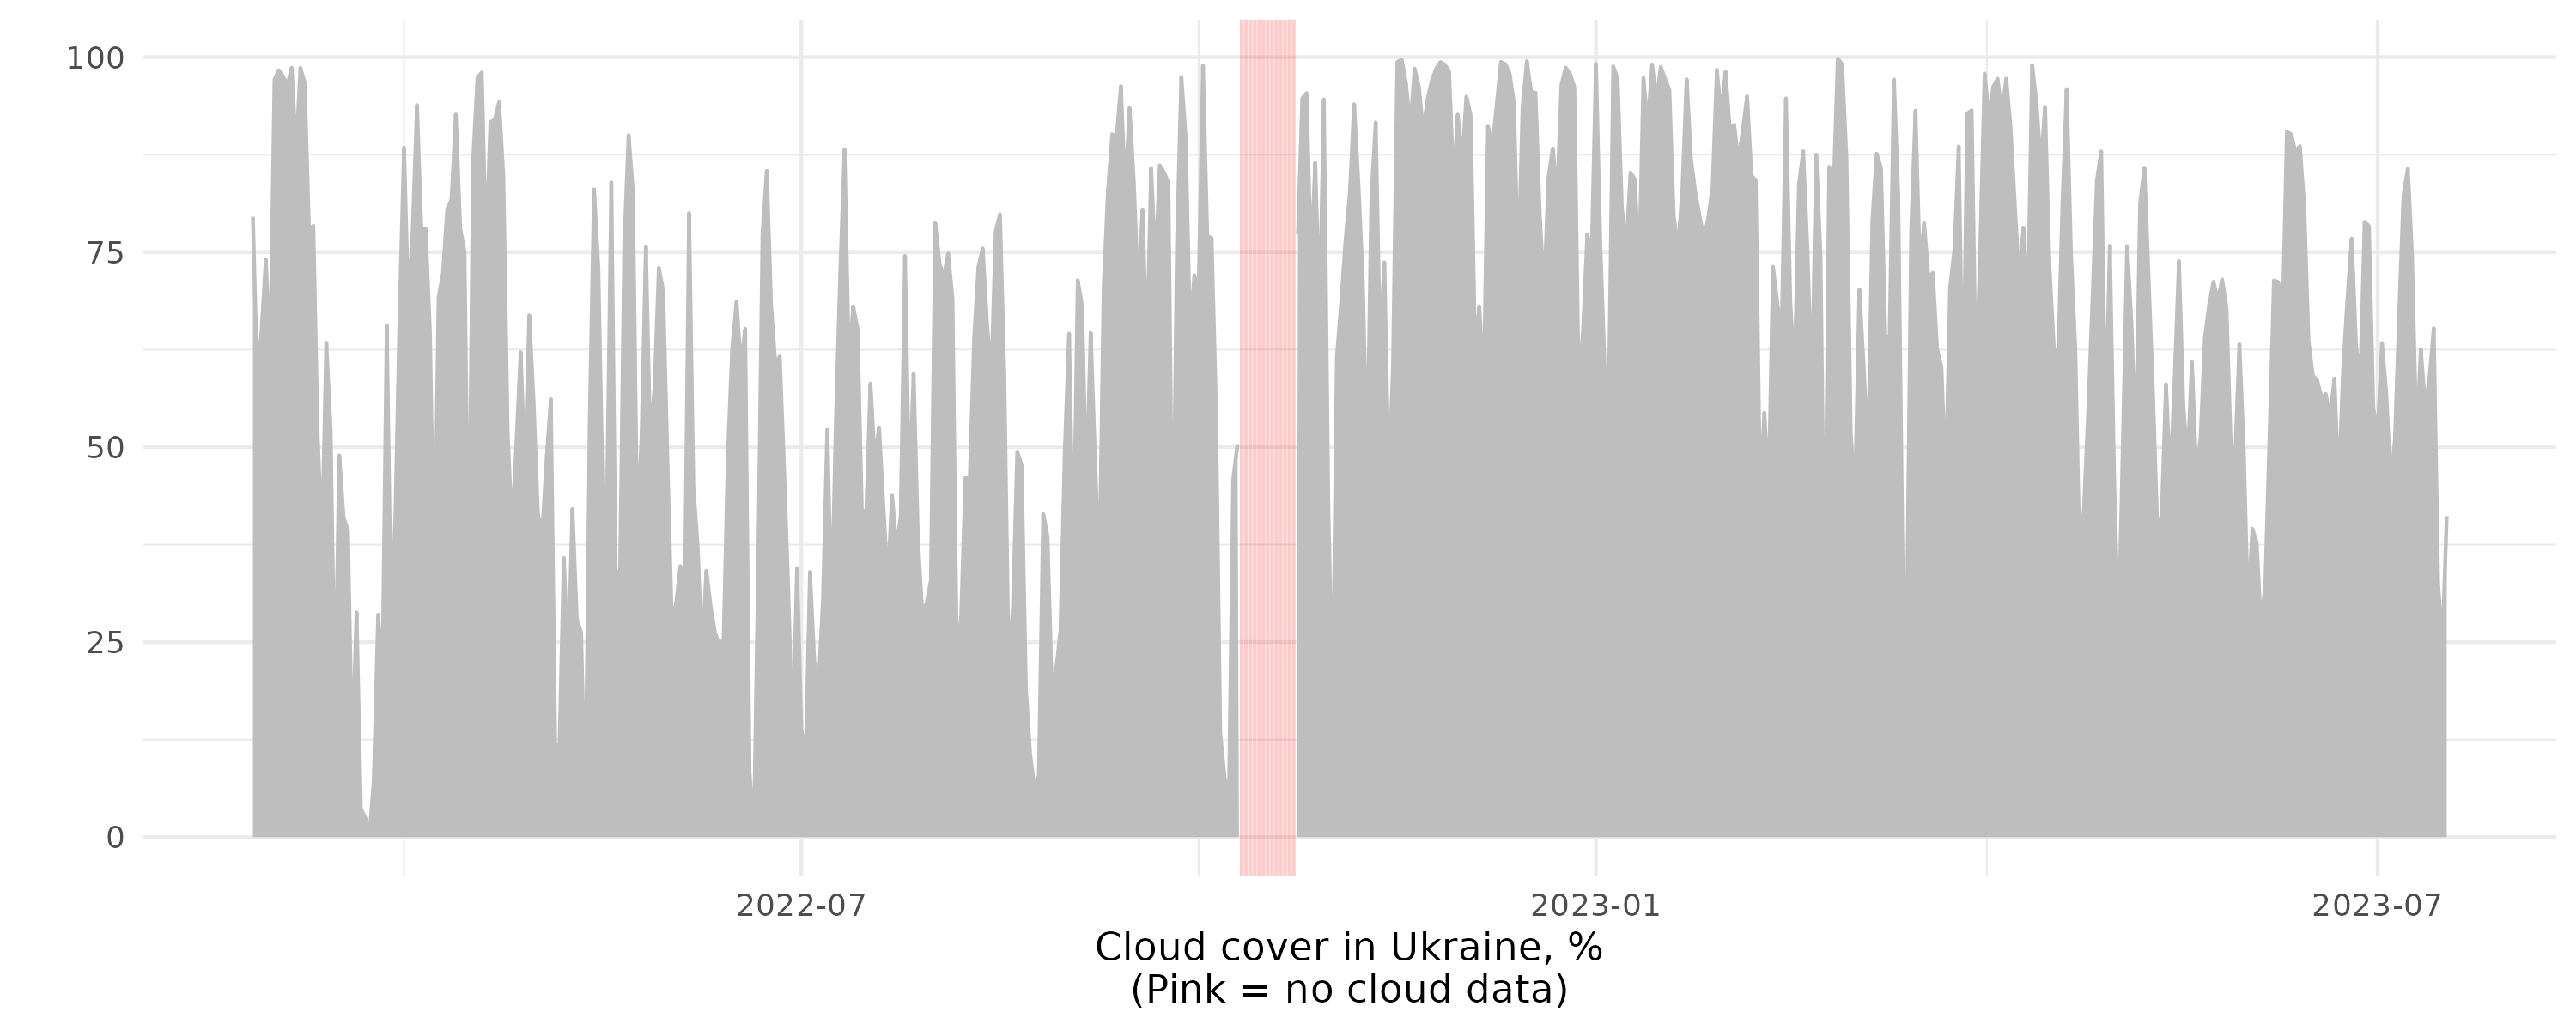 100
75
50
25
0
2022-07 2023-01 2023-07
Cloud cover in Ukraine, %
(Pink = no cloud data)